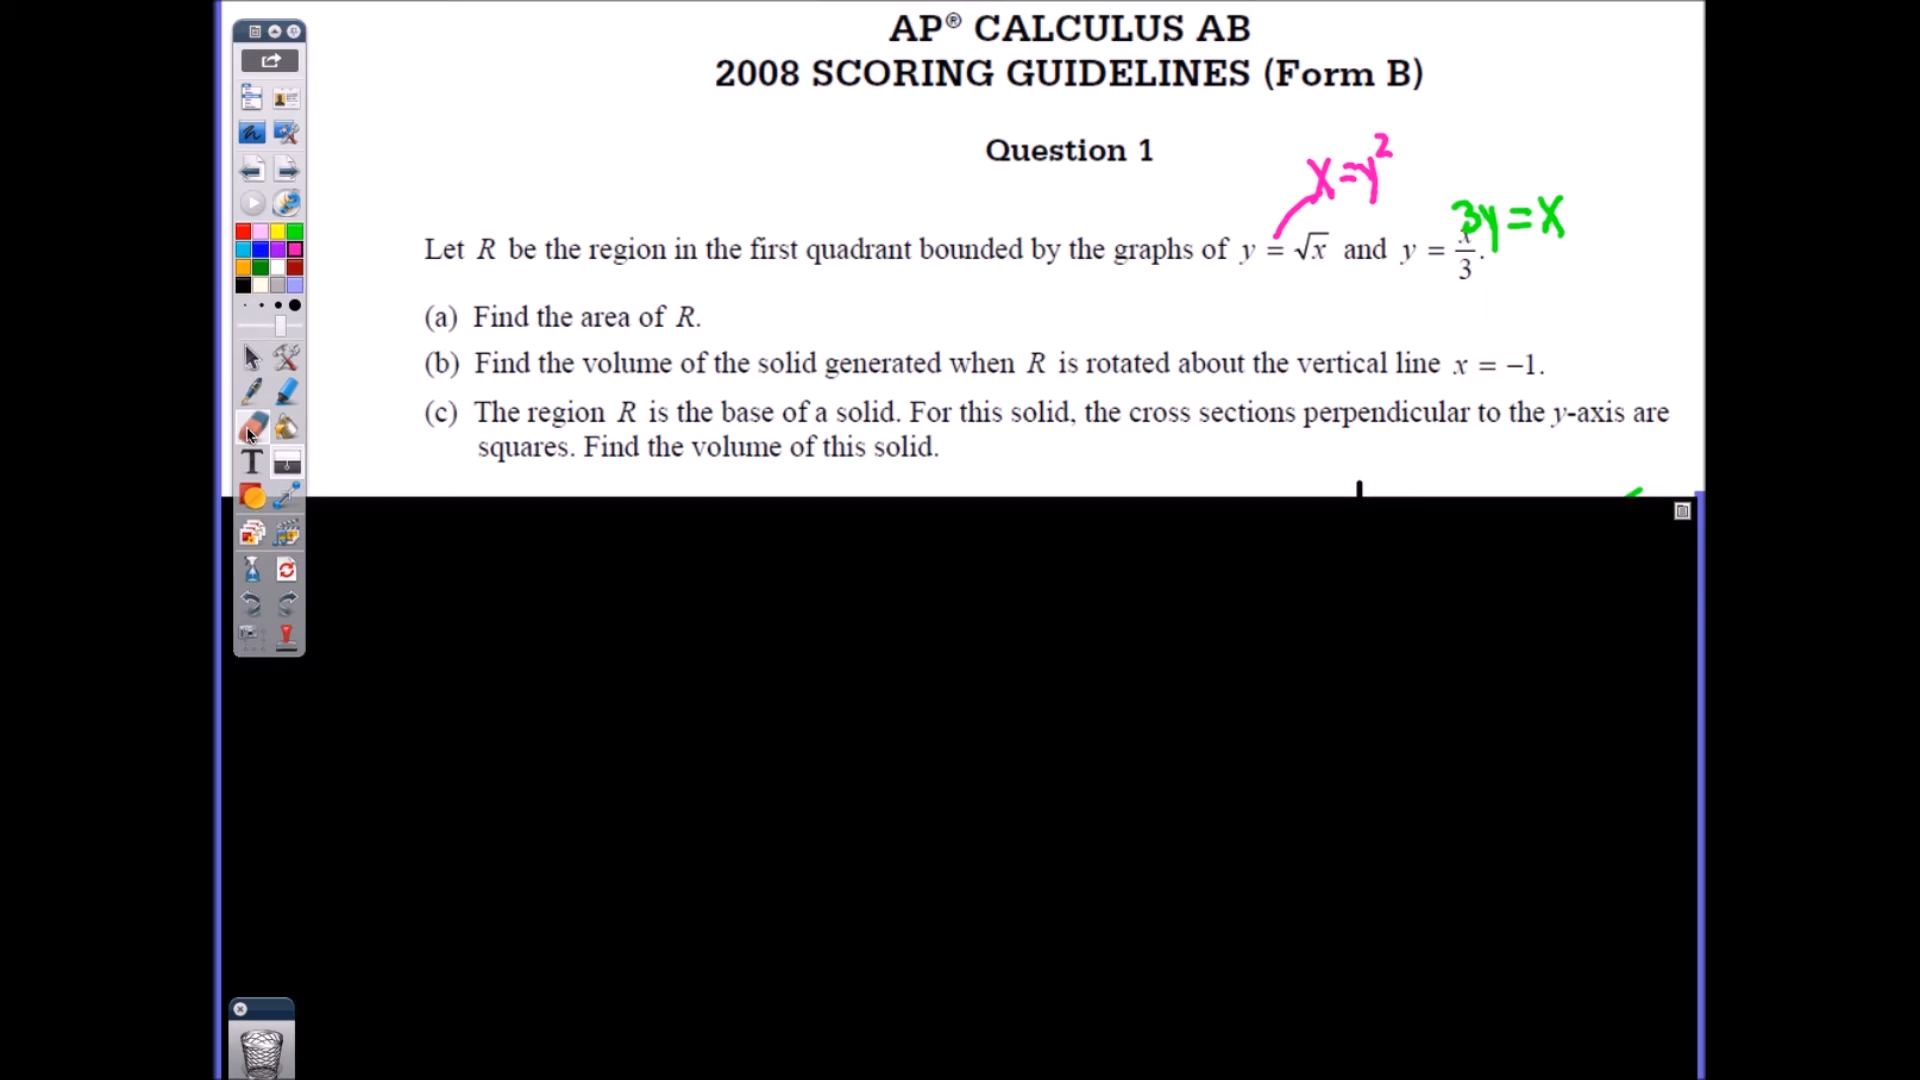 AP® CALCULUS AB
2008 SCORING GUIDELINES (Form B)
Question 1
x=y²
3y=x
Let R be the region in the first quadrant bounded by the graphs of y = √x and y = x/3.
(a) Find the area of R.
(b) Find the volume of the solid generated when R is rotated about the vertical line x = −1.
(c) The region R is the base of a solid. For this solid, the cross sections perpendicular to the y-axis are
squares. Find the volume of this solid.
T